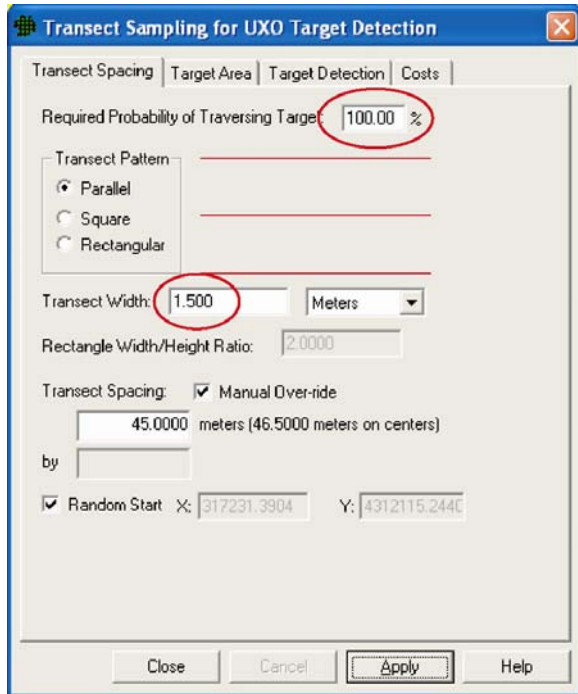 Transect Sampling for UXO Target Detection
Transect Spacing Target Area Target Detection Costs
Required Probability of Traversing Target: 100.00 %
Transect Pattern
Parallel
Square
Rectangular
Transect Width: 1.500 Meters
Rectangle Width/Height Ratio: 2.0000
Transect Spacing: Manual Over-ride
45.0000 meters (46.5000 meters on centers)
by
Random Start X: 317231.3904 Y: 4312115.2440
Close Cancel Apply Help